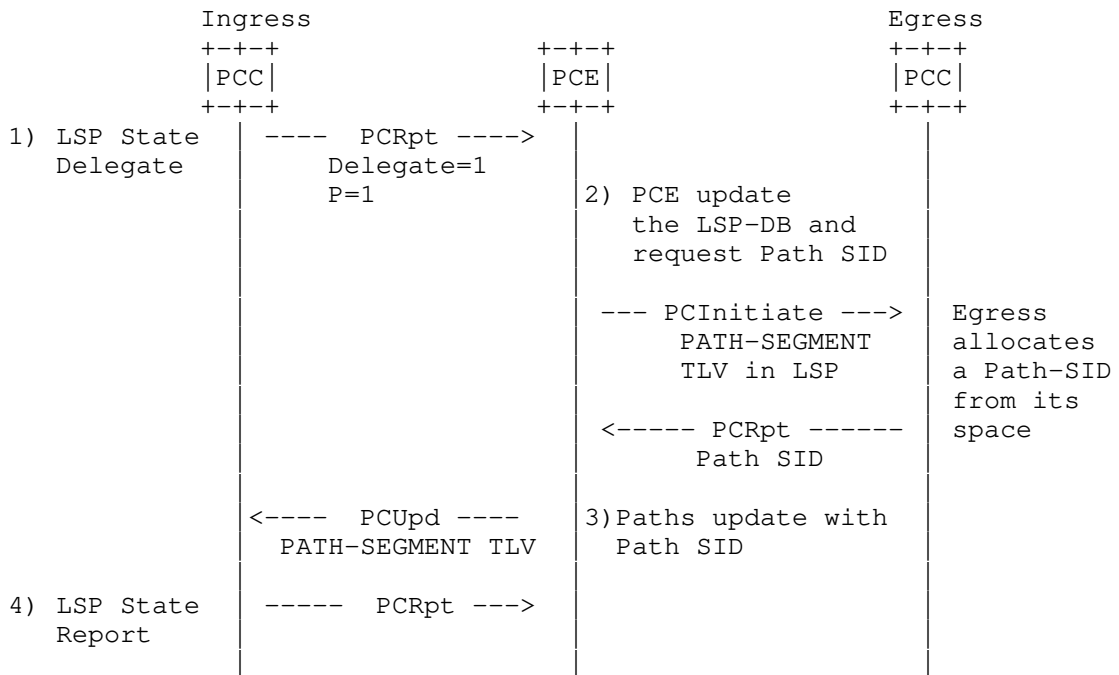 Ingress Egress
+-+-+ +-+-+ +-+-+
|PCC| |PCE| |PCC|
+-+-+ +-+-+ +-+-+
1) LSP State | ---- PCRpt ----> | |
Delegate | Delegate=1 | |
| P=1 |2) PCE update |
| | the LSP-DB and |
| | request Path SID |
| | |
| | --- PCInitiate ---> | Egress
| | PATH-SEGMENT | allocates
| | TLV in LSP | a Path-SID
| | | from its
| | <----- PCRpt ------ | space
| | Path SID |
| | |
|<---- PCUpd ---- |3)Paths update with |
| PATH-SEGMENT TLV | Path SID |
| | |
4) LSP State | ----- PCRpt ---> | |
Report | | |
| | |